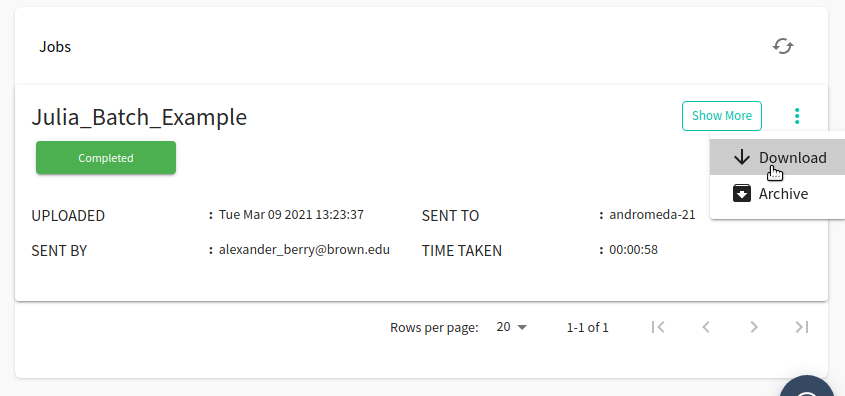 Jobs
Julia_Batch_Example
Show More
Completed
Download
Archive
UPLOADED : Tue Mar 09 2021 13:23:37 SENT TO : andromeda-21
SENT BY : alexander_berry@brown.edu TIME TAKEN : 00:00:58
Rows per page: 20 1-1 of 1